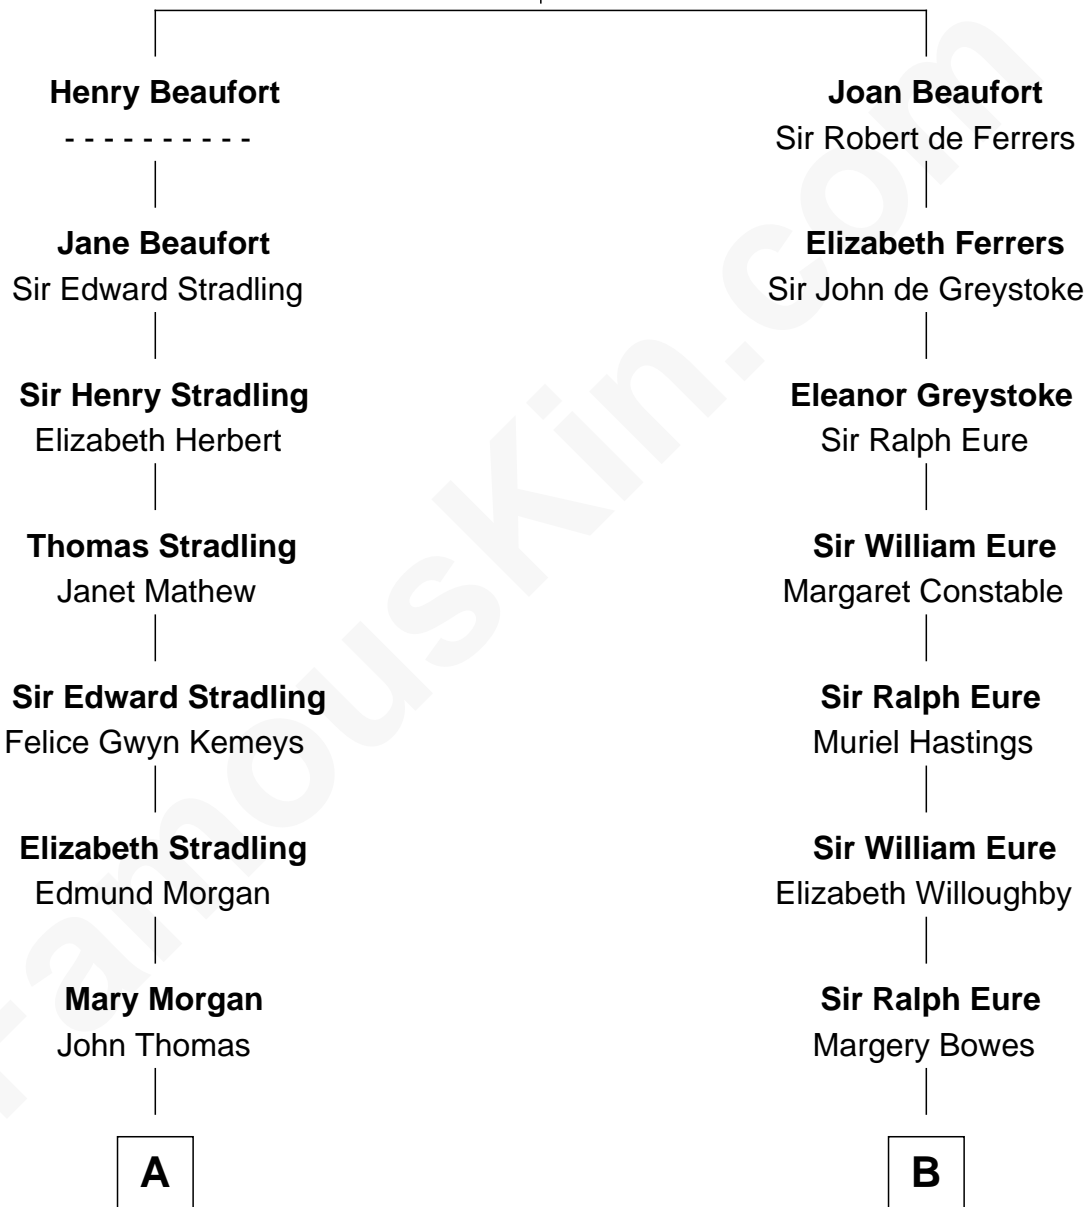 Henry Beaufort
- - - - - - - - - -
Joan Beaufort
Sir Robert de Ferrers
Jane Beaufort
Sir Edward Stradling
Elizabeth Ferrers
Sir John de Greystoke
Sir Henry Stradling
Elizabeth Herbert
Eleanor Greystoke
Sir Ralph Eure
Thomas Stradling
Janet Mathew
Sir William Eure
Margaret Constable
Sir Edward Stradling
Felice Gwyn Kemeys
Sir Ralph Eure
Muriel Hastings
Elizabeth Stradling
Edmund Morgan
Sir William Eure
Elizabeth Willoughby
Mary Morgan
John Thomas
Sir Ralph Eure
Margery Bowes
A
B
FamousKin.com